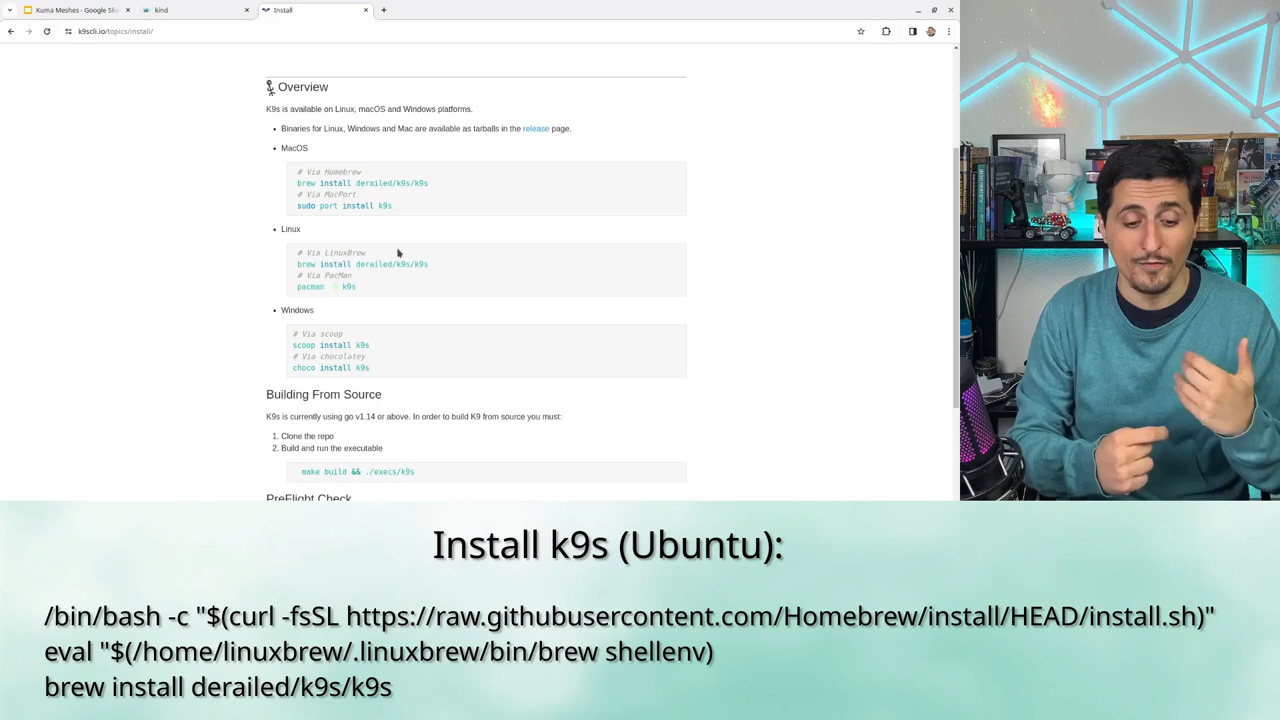 Kuma Meshes - Google Sli
kind
Install
k9scli.io/topics/install/
Overview
K9s is available on Linux, macOS and Windows platforms.
Binaries for Linux, Windows and Mac are available as tarballs in the release page.
MacOS
# Via Homebrew
brew install derailed/k9s/k9s
# Via MacPort
sudo port install k9s
Linux
# Via LinuxBrew
brew install derailed/k9s/k9s
# Via PacMan
pacman k9s
Windows
# Via scoop
scoop install k9s
# Via chocolatey
choco install k9s
Building From Source
K9s is currently using go v1.14 or above. In order to build K9 from source you must:
1. Clone the repo
2. Build and run the executable
make build && ./execs/k9s
PreFlight Check
Install k9s (Ubuntu):
/bin/bash -c "$(curl -fsSL https://raw.githubusercontent.com/Homebrew/install/HEAD/install.sh)"
eval "$(/home/linuxbrew/.linuxbrew/bin/brew shellenv)
brew install derailed/k9s/k9s